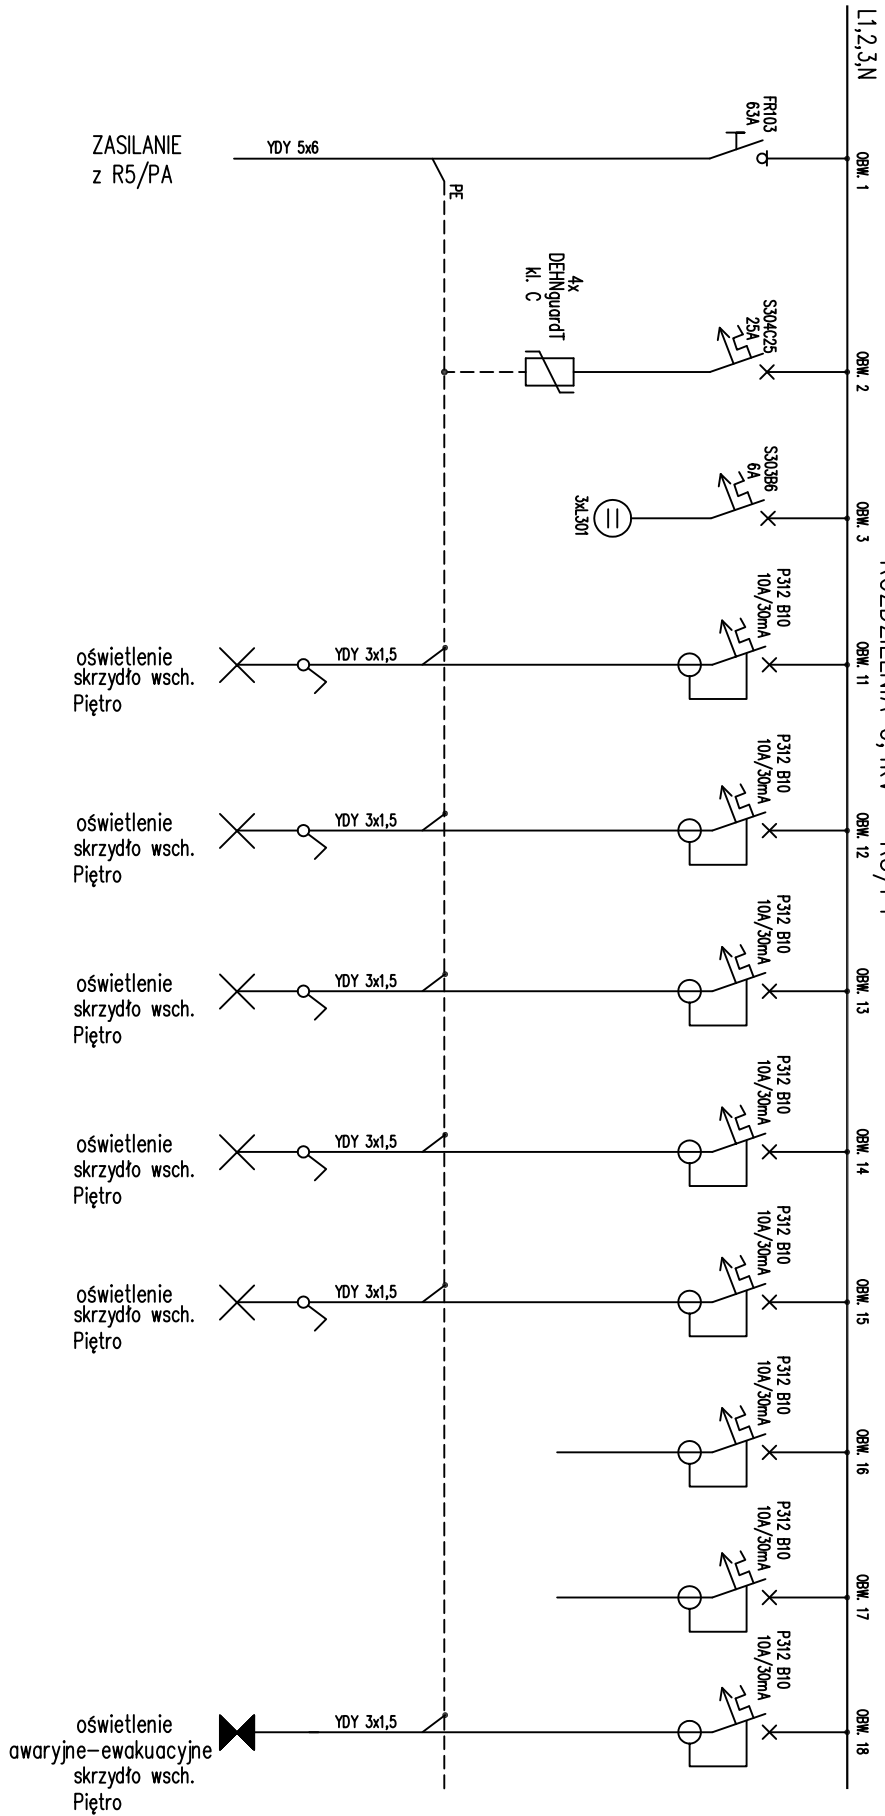 L1,2,3,N
FR103
63A
OBW. 1
ZASILANIE
z R5/PA
YDY 5x6
PE
4x
DEHNguardT
kl. C
S304C25
25A
OBW. 2
S303B6
6A
OBW. 3
3xL301
P312 B10
10A/30mA
OBW. 11
YDY 3x1,5
oświetlenie
skrzydło wsch.
Piętro
P312 B10
10A/30mA
OBW. 12
YDY 3x1,5
oświetlenie
skrzydło wsch.
Piętro
P312 B10
10A/30mA
OBW. 13
YDY 3x1,5
oświetlenie
skrzydło wsch.
Piętro
P312 B10
10A/30mA
OBW. 14
YDY 3x1,5
oświetlenie
skrzydło wsch.
Piętro
P312 B10
10A/30mA
OBW. 15
YDY 3x1,5
oświetlenie
skrzydło wsch.
Piętro
P312 B10
10A/30mA
OBW. 16
P312 B10
10A/30mA
OBW. 17
P312 B10
10A/30mA
OBW. 18
YDY 3x1,5
oświetlenie
awaryjne-ewakuacyjne
skrzydło wsch.
Piętro